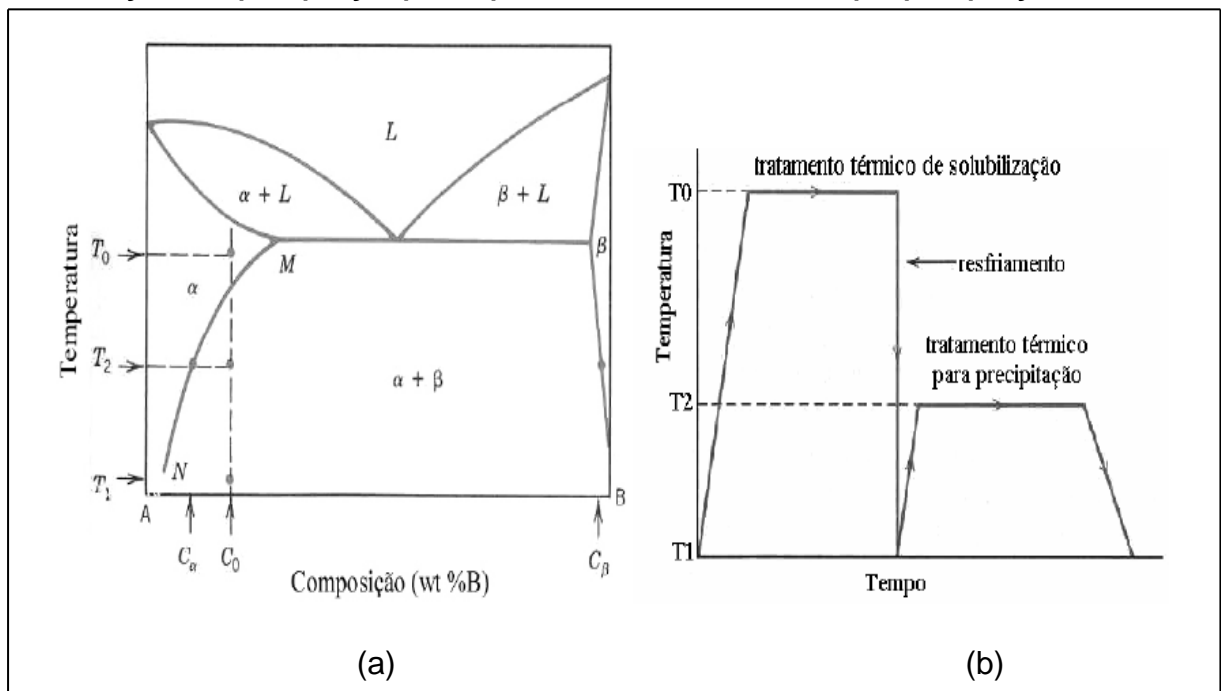 L
α + L
β + L
T₀
M
β
α
T₂
α + β
N
T₁
A
B
Cα
C₀
Cβ
Temperatura
Composição (wt %B)
(a)
tratamento térmico de solubilização
T0
resfriamento
Temperatura
tratamento térmico
para precipitação
T2
T1
Tempo
(b)